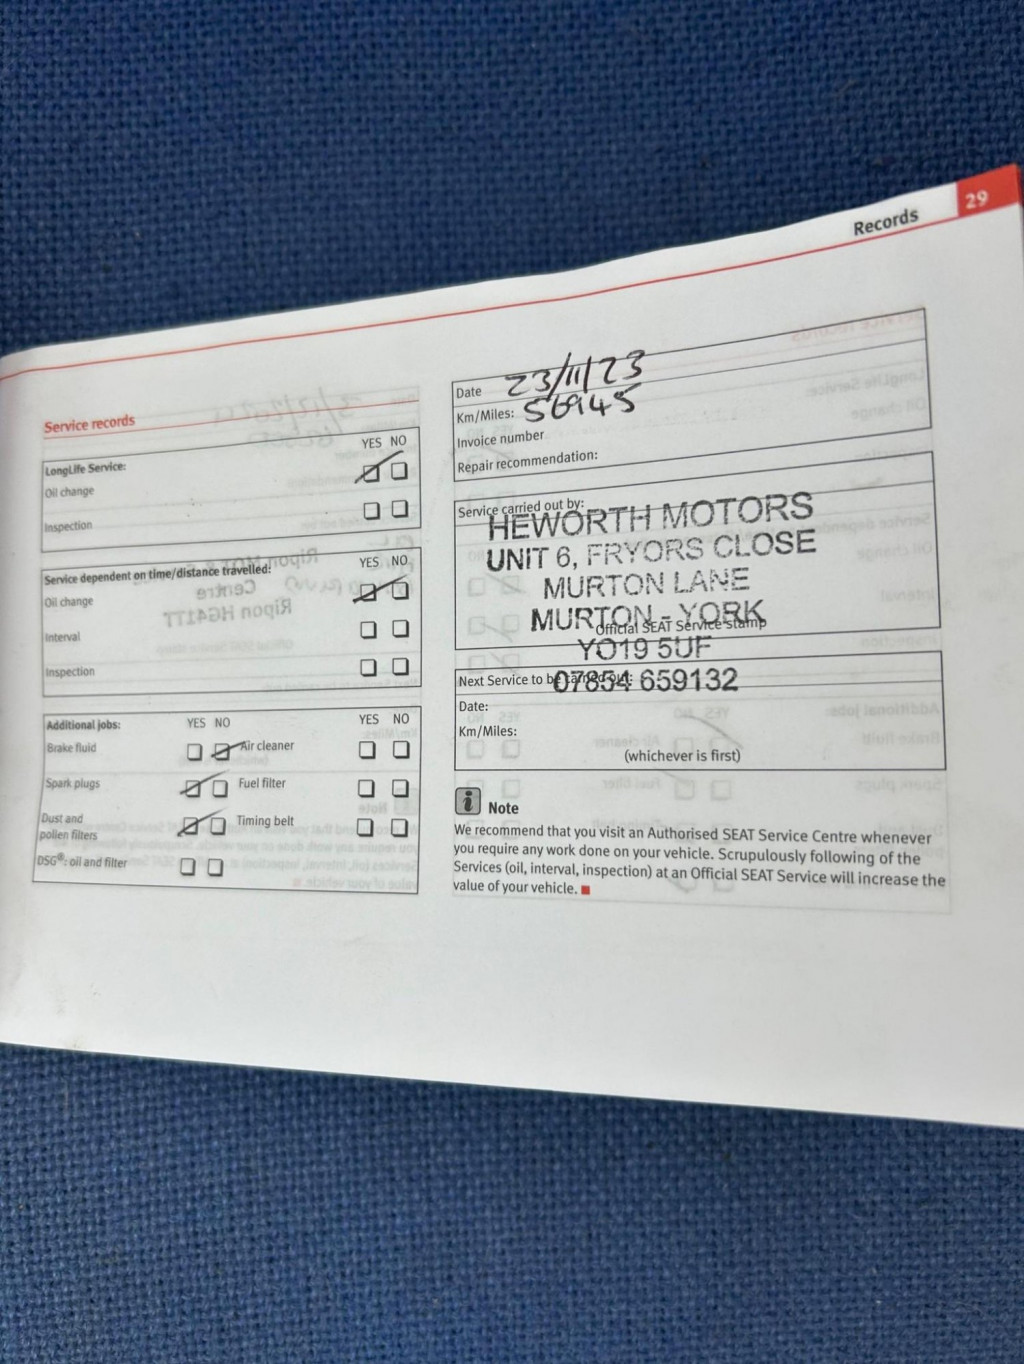 Records 29
Service records
YES NO
LongLife Service:
Oil change
Inspection
YES NO
Service dependent on time/distance travelled:
Oil change
Interval
Inspection
Additional jobs: YES NO YES NO
Brake fluid Air cleaner
Spark plugs Fuel filter
Dust and
pollen filters Timing belt
DSG®: oil and filter
Date 23/11/23
Km/Miles: 56945
Invoice number
Repair recommendation:
Service carried out by:
HEWORTH MOTORS
UNIT 6, FRYORS CLOSE
MURTON LANE
MURTON - YORK
Official SEAT Service stamp
YO19 5UF
Next Service to be carried out:
07854 659132
Date:
Km/Miles:
(whichever is first)
i Note
We recommend that you visit an Authorised SEAT Service Centre whenever
you require any work done on your vehicle. Scrupulously following of the
Services (oil, interval, inspection) at an Official SEAT Service will increase the
value of your vehicle.